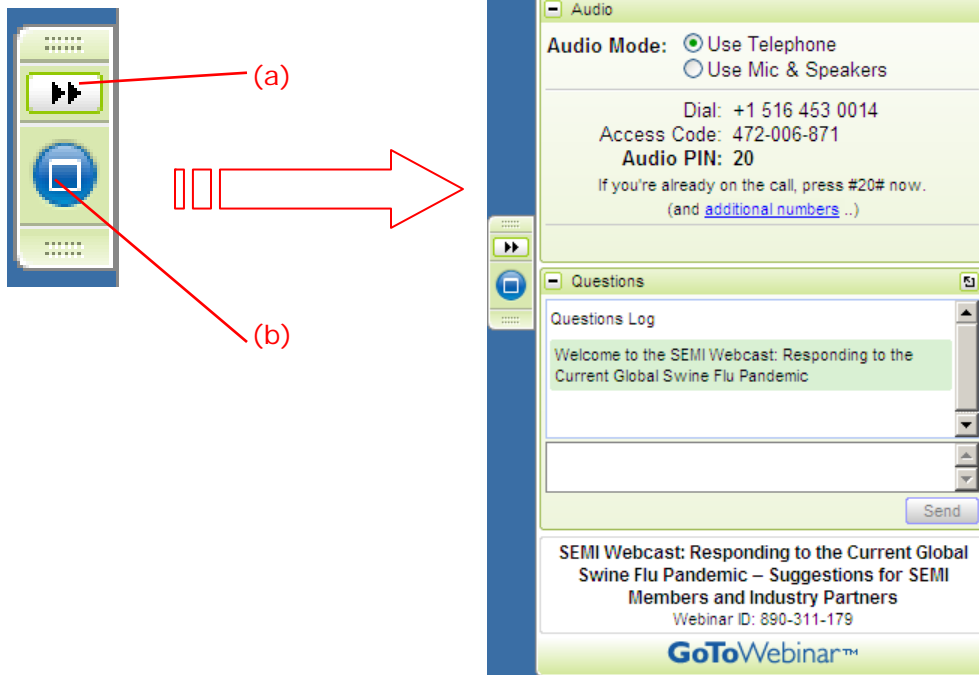 (a)
(b)
Audio
Audio Mode: Use Telephone
Use Mic & Speakers
Dial: +1 516 453 0014
Access Code: 472-006-871
Audio PIN: 20
If you're already on the call, press #20# now.
(and additional numbers ..)
Questions
Questions Log
Welcome to the SEMI Webcast: Responding to the
Current Global Swine Flu Pandemic
Send
SEMI Webcast: Responding to the Current Global
Swine Flu Pandemic – Suggestions for SEMI
Members and Industry Partners
Webinar ID: 890-311-179
GoToWebinar™